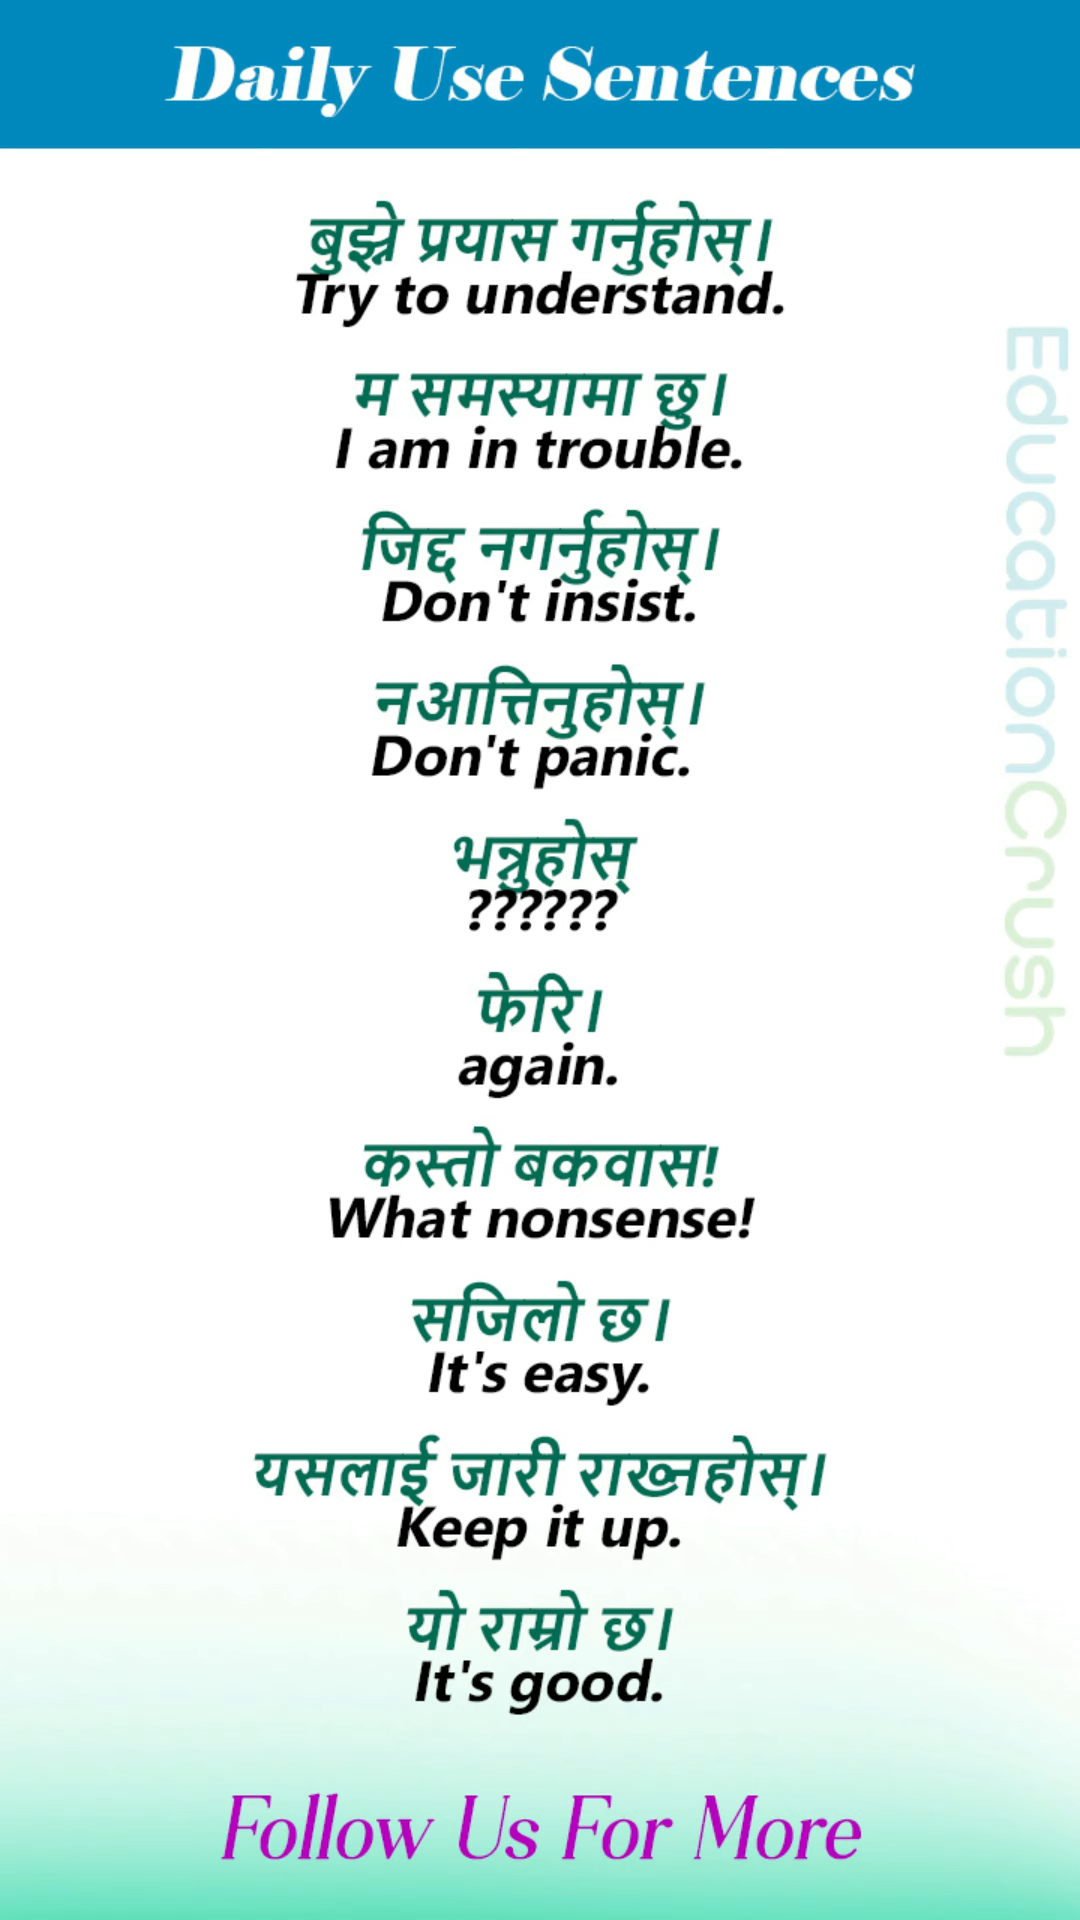 Daily Use Sentences
बुझ्ने प्रयास गर्नुहोस्।
Try to understand.
म समस्यामा छु।
I am in trouble.
जिद्द नगर्नुहोस्।
Don't insist.
नआत्तिनुहोस्।
Don't panic.
भन्नुहोस्
??????
फेरि।
again.
कस्तो बकवास!
What nonsense!
सजिलो छ।
It's easy.
यसलाई जारी राख्नहोस्।
Keep it up.
यो राम्रो छ।
It's good.
Follow Us For More
EducationCrush